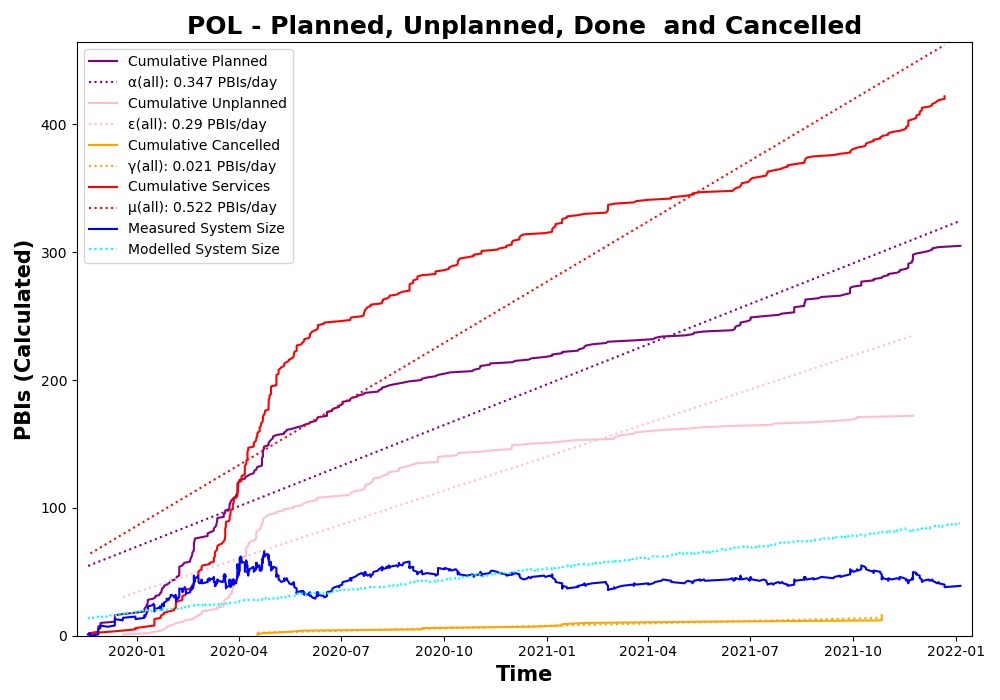 POL - Planned, Unplanned, Done  and Cancelled
Cumulative Planned
α(all): 0.347 PBIs/day
Cumulative Unplanned
ε(all): 0.29 PBIs/day
Cumulative Cancelled
γ(all): 0.021 PBIs/day
Cumulative Services
μ(all): 0.522 PBIs/day
Measured System Size
Modelled System Size
PBIs (Calculated)
400
300
200
100
0
2020-01 2020-04 2020-07 2020-10 2021-01 2021-04 2021-07 2021-10 2022-01
Time